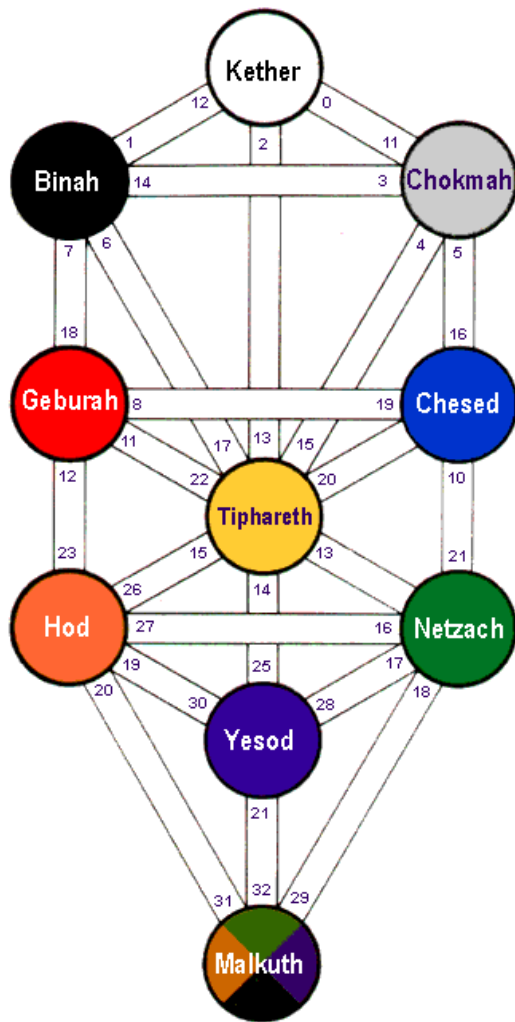 Kether
12 0
1 2 11
Binah 14 3 Chokmah
7 6 4 5
18 16
Geburah 8 19 Chesed
11 17 13 15
12 22 20 10
Tiphareth
23 15 13 21
26 14
Hod 27 16 Netzach
19 25 17
20 30 28 18
Yesod
21
31 32 29
Malkuth